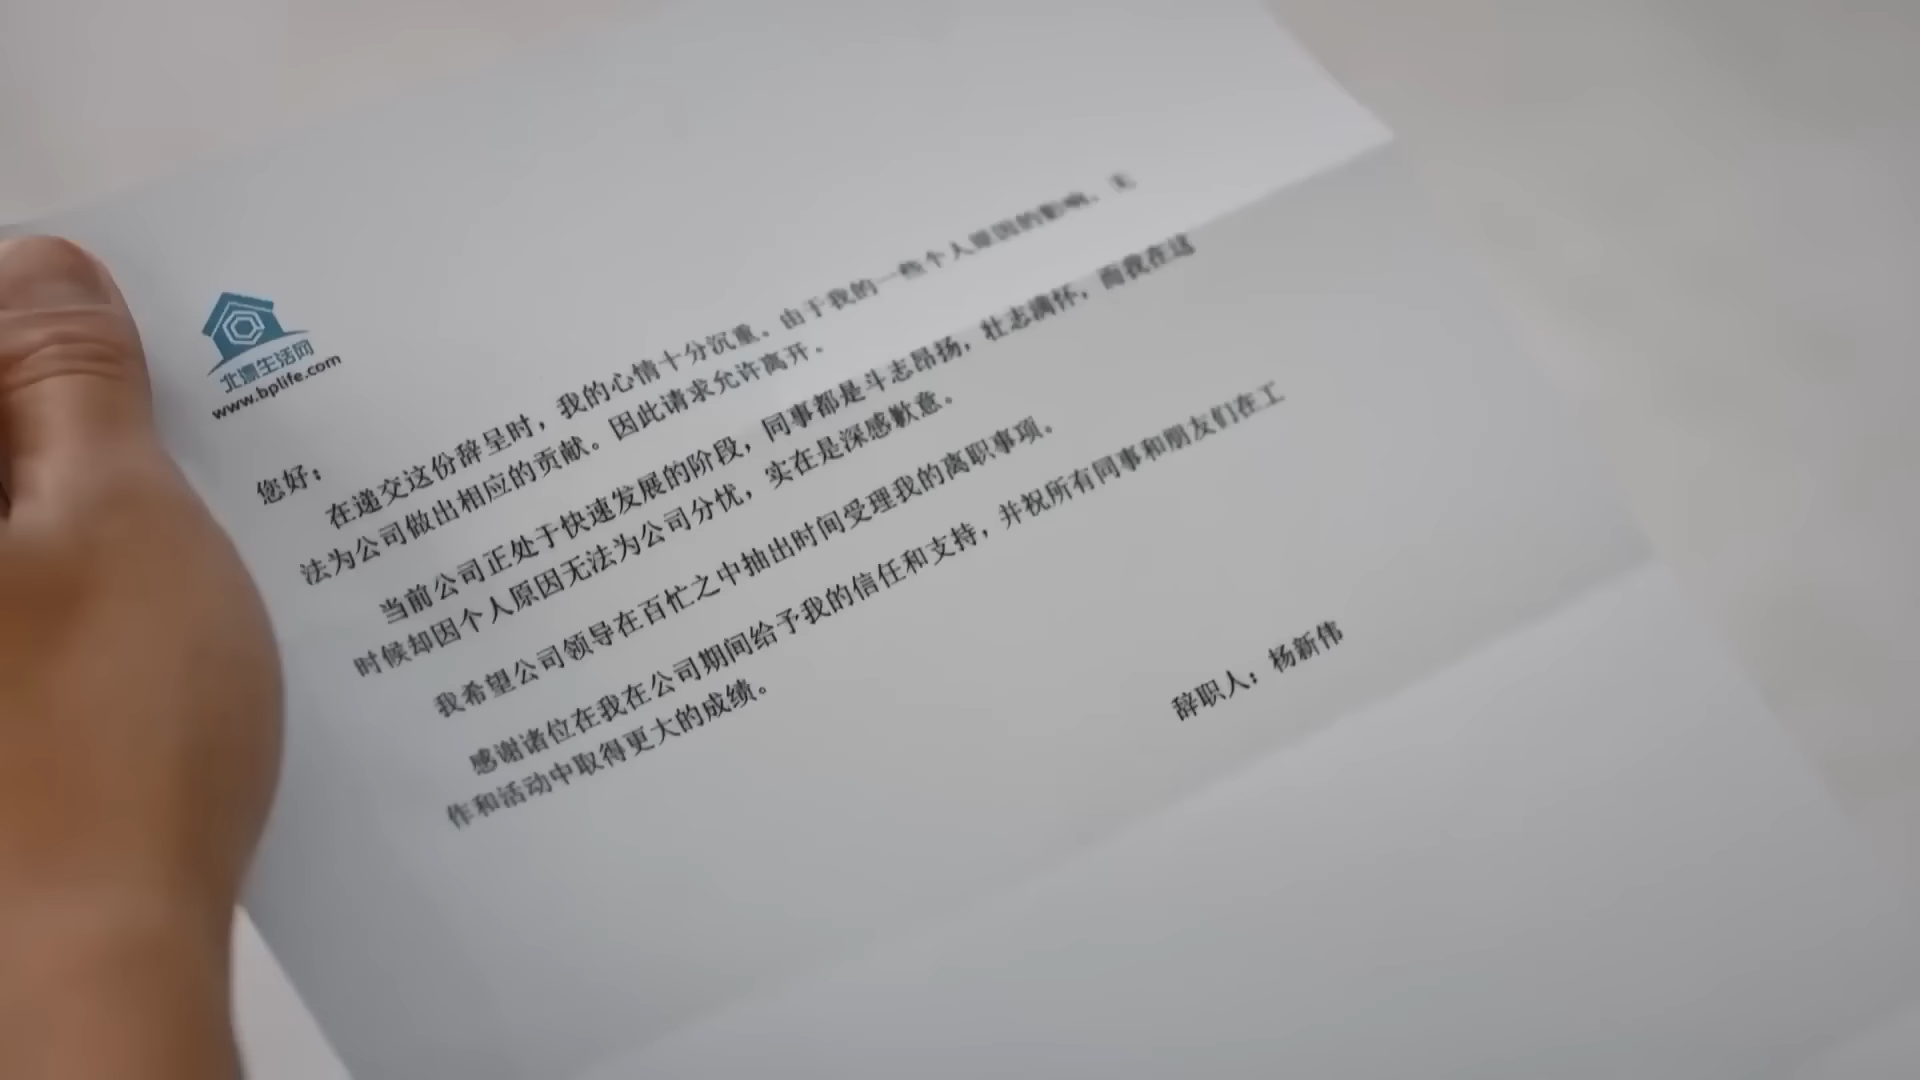 北漂生活网
www.bplife.com
您好：
在递交这份辞呈时，我的心情十分沉重。由于我的一些个人原因的影响，无
法为公司做出相应的贡献。因此请求允许离开。
当前公司正处于快速发展的阶段，同事都是斗志昂扬，壮志满怀，而我在这
时候却因个人原因无法为公司分忧，实在是深感歉意。
我希望公司领导在百忙之中抽出时间受理我的离职事项。
感谢诸位在我在公司期间给予我的信任和支持，并祝所有同事和朋友们在工
作和活动中取得更大的成绩。
辞职人：杨新伟